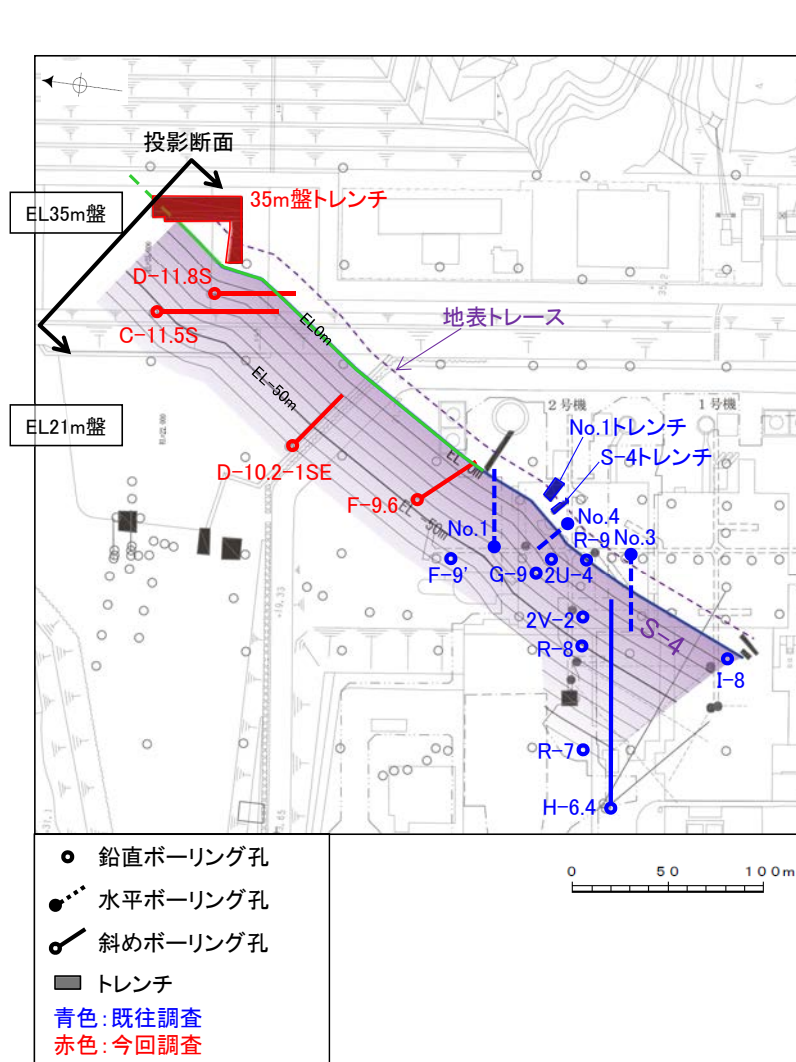 投影断面
EL35m盤
35m盤トレンチ
D-11.8S
C-11.5S
EL0m
地表トレース
EL-50m
35.2
EL21m盤
2号機
1号機
No.1トレンチ
S-4トレンチ
D-10.2-1SE
F-9.6
EL-50m
No.1
No.4
R-9
No.3
F-9'
G-9
2U-4
2V-2
S-4
R-8
I-8
R-7
H-6.4
鉛直ボーリング孔
水平ボーリング孔
斜めボーリング孔
トレンチ
青色:既往調査
赤色:今回調査
0 50 100m